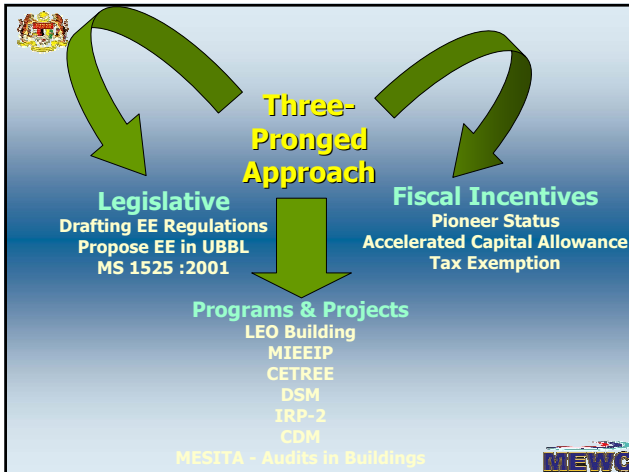 Three-
Pronged
Approach
Legislative
Drafting EE Regulations
Propose EE in UBBL
MS 1525 :2001
Fiscal Incentives
Pioneer Status
Accelerated Capital Allowance
Tax Exemption
Programs & Projects
LEO Building
MIEEIP
CETREE
DSM
IRP-2
CDM
MESITA - Audits in Buildings
MEWC